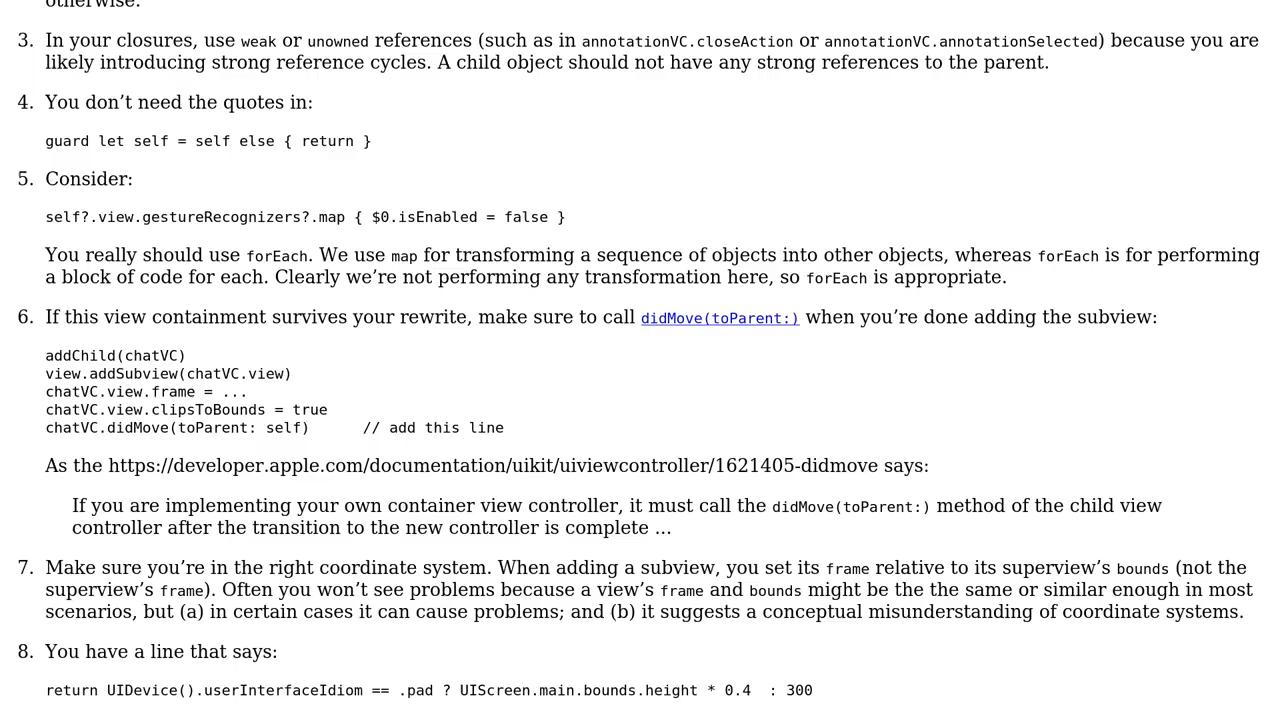 otherwise.
3. In your closures, use weak or unowned references (such as in annotationVC.closeAction or annotationVC.annotationSelected) because you are
likely introducing strong reference cycles. A child object should not have any strong references to the parent.
4. You don’t need the quotes in:
guard let self = self else { return }
5. Consider:
self?.view.gestureRecognizers?.map { $0.isEnabled = false }
You really should use forEach. We use map for transforming a sequence of objects into other objects, whereas forEach is for performing
a block of code for each. Clearly we’re not performing any transformation here, so forEach is appropriate.
6. If this view containment survives your rewrite, make sure to call didMove(toParent:) when you’re done adding the subview:
addChild(chatVC)
view.addSubview(chatVC.view)
chatVC.view.frame = ...
chatVC.view.clipsToBounds = true
chatVC.didMove(toParent: self)      // add this line
As the https://developer.apple.com/documentation/uikit/uiviewcontroller/1621405-didmove says:
If you are implementing your own container view controller, it must call the didMove(toParent:) method of the child view
controller after the transition to the new controller is complete …
7. Make sure you’re in the right coordinate system. When adding a subview, you set its frame relative to its superview’s bounds (not the
superview’s frame). Often you won’t see problems because a view’s frame and bounds might be the the same or similar enough in most
scenarios, but (a) in certain cases it can cause problems; and (b) it suggests a conceptual misunderstanding of coordinate systems.
8. You have a line that says:
return UIDevice().userInterfaceIdiom == .pad ? UIScreen.main.bounds.height * 0.4  : 300